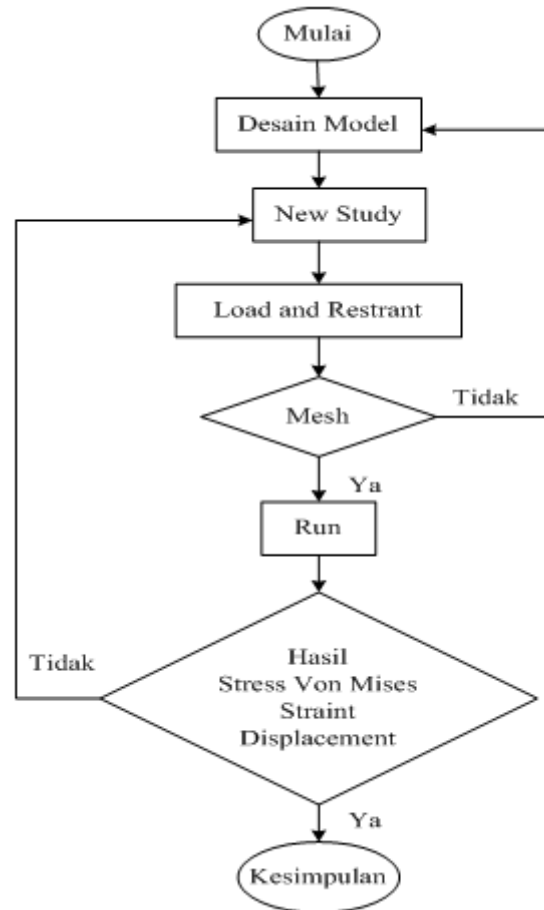 Mulai
Desain Model
New Study
Load and Restrant
Mesh
Tidak
Ya
Run
Tidak
Hasil
Stress Von Mises
Straint
Displacement
Ya
Kesimpulan